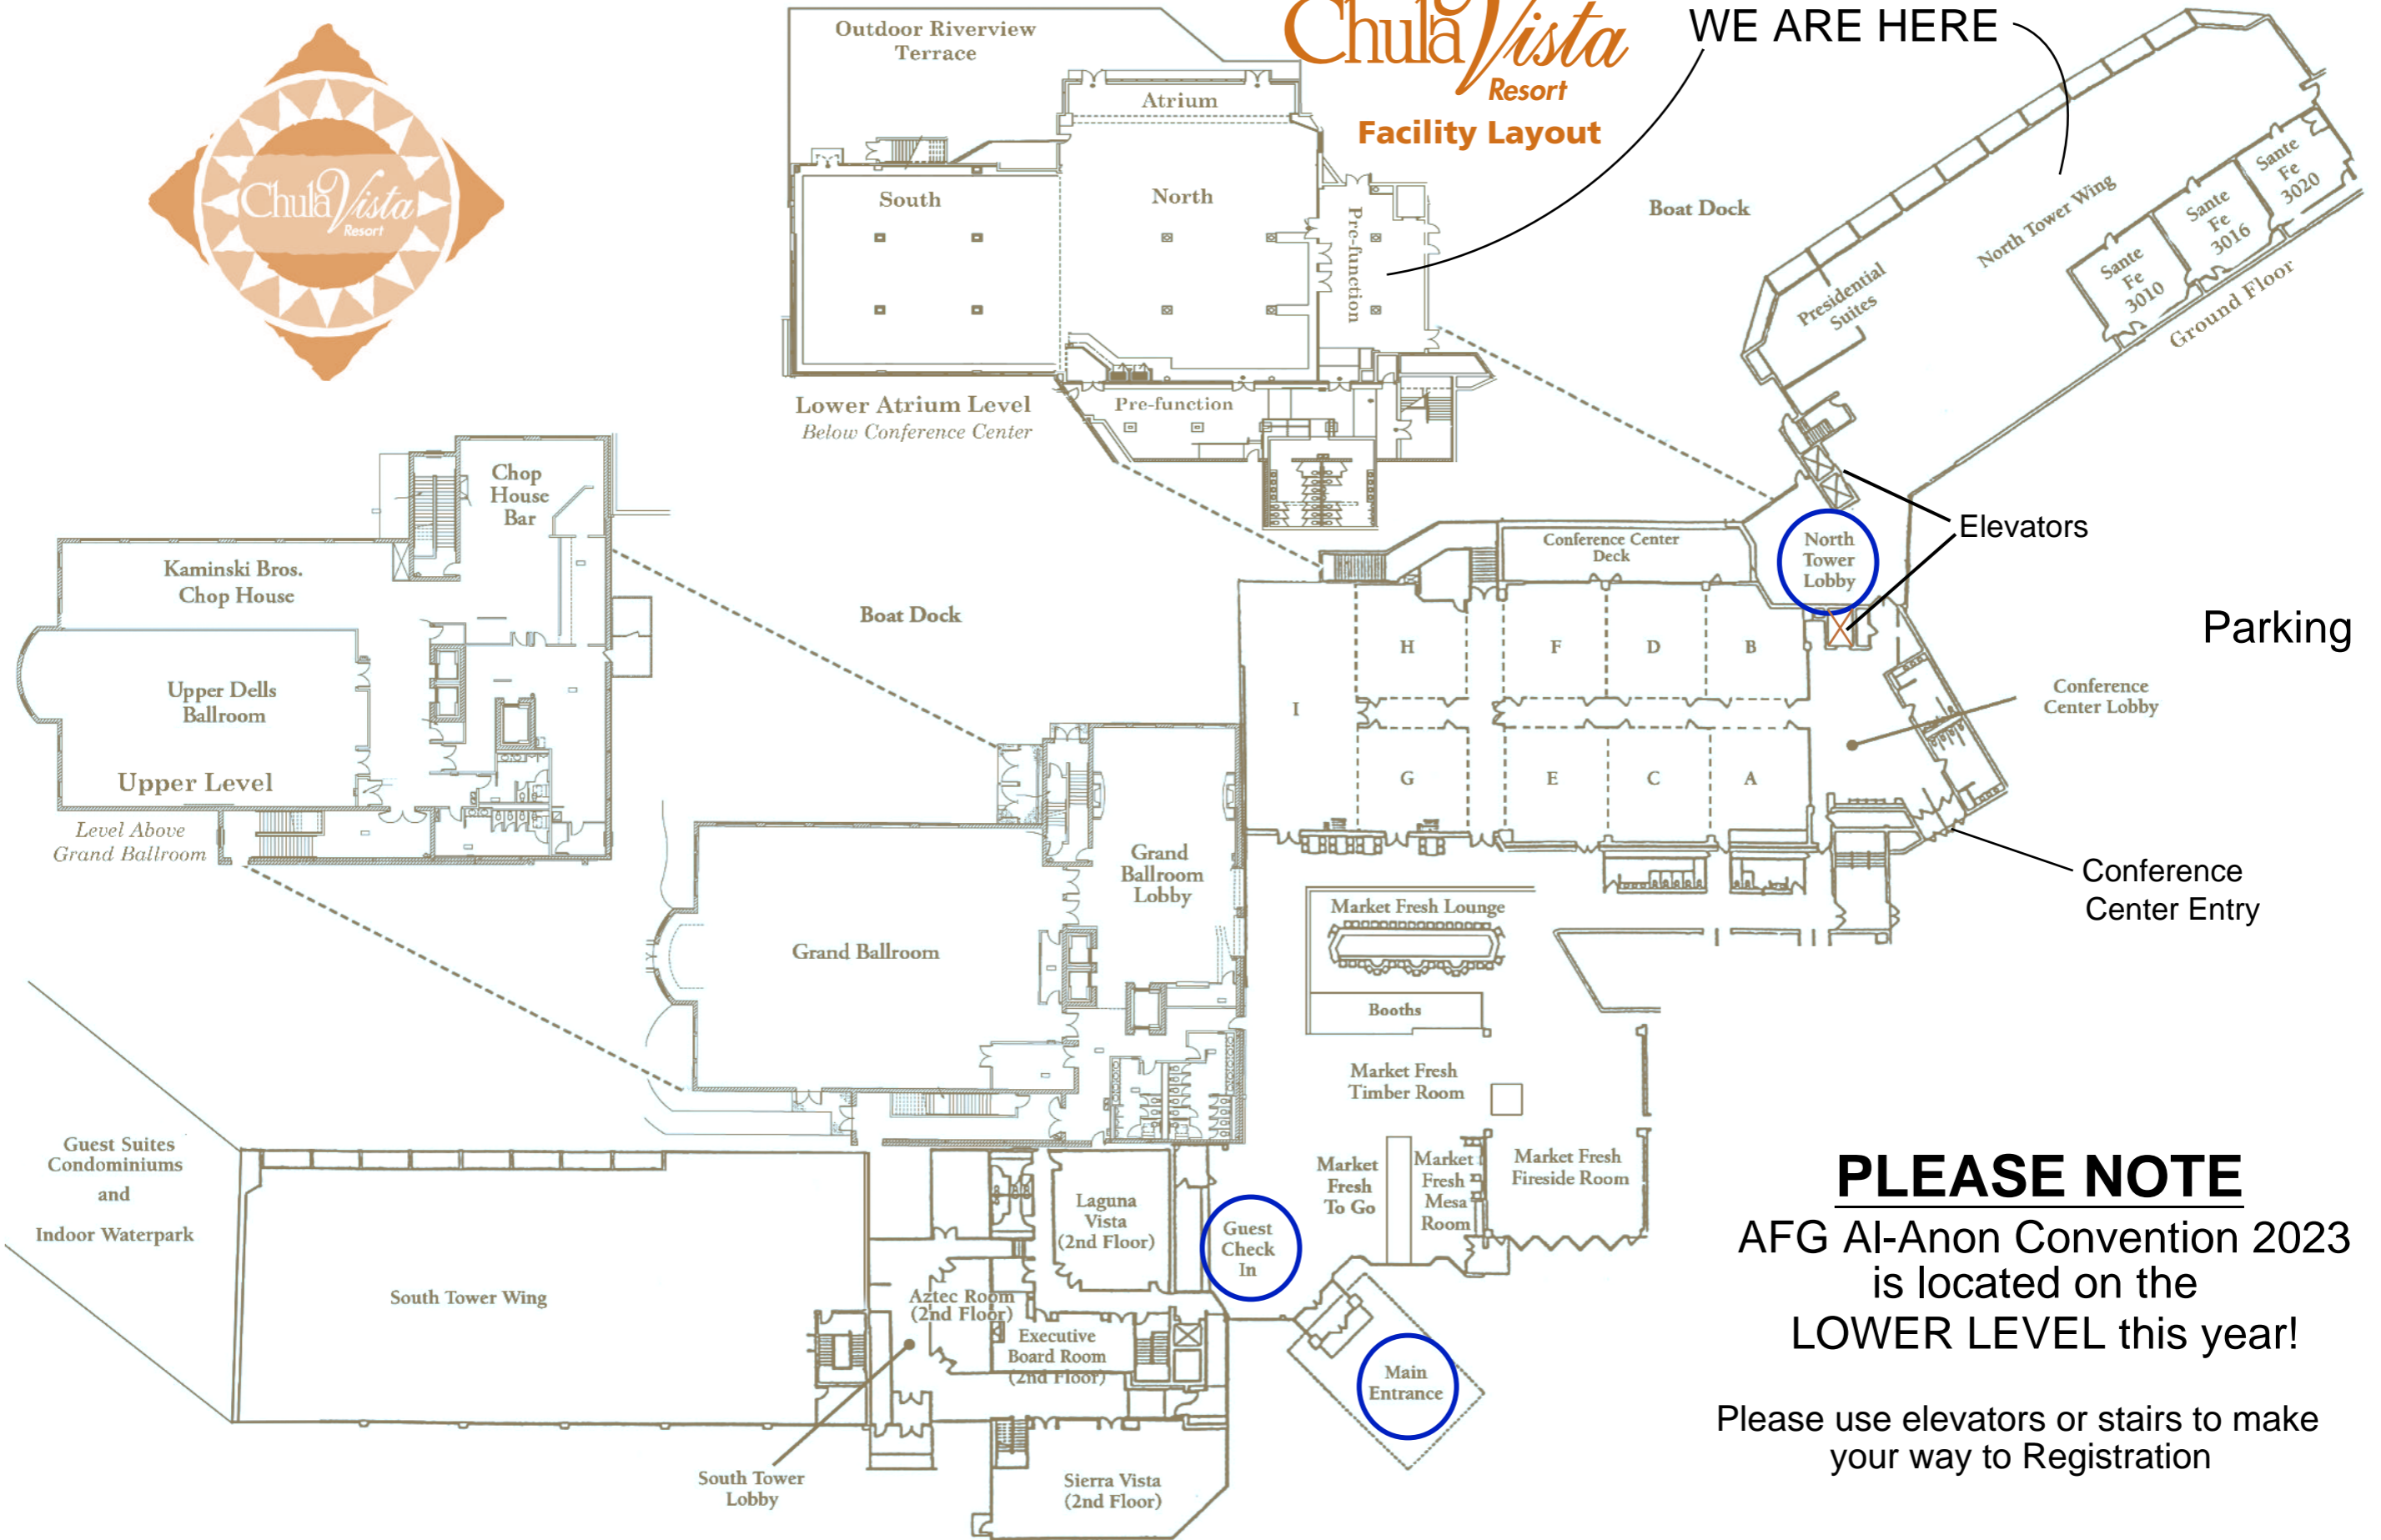 Chula Vista
Resort
Chula Vista
Resort
Facility Layout
WE ARE HERE
Outdoor Riverview
Terrace
Atrium
South
North
Pre-function
Boat Dock
North Tower Wing
Presidential
Suites
Sante
Fe
3010
Sante
Fe
3016
Sante
Fe
3020
Ground Floor
Lower Atrium Level
Below Conference Center
Pre-function
Chop
House
Bar
Kaminski Bros.
Chop House
Upper Dells
Ballroom
Upper Level
Level Above
Grand Ballroom
Boat Dock
Conference Center
Deck
North
Tower
Lobby
Elevators
Parking
H
F
D
B
I
G
E
C
A
Conference
Center Lobby
Conference
Center Entry
Grand
Ballroom
Lobby
Grand Ballroom
Market Fresh Lounge
Booths
Market Fresh
Timber Room
Market
Fresh
To Go
Market
Fresh
Mesa
Room
Market Fresh
Fireside Room
Guest Suites
Condominiums
and
Indoor Waterpark
South Tower Wing
Laguna
Vista
(2nd Floor)
Guest
Check
In
Aztec Room
(2nd Floor)
Executive
Board Room
(2nd Floor)
Main
Entrance
South Tower
Lobby
Sierra Vista
(2nd Floor)
PLEASE NOTE
AFG Al-Anon Convention 2023
is located on the
LOWER LEVEL this year!
Please use elevators or stairs to make
your way to Registration